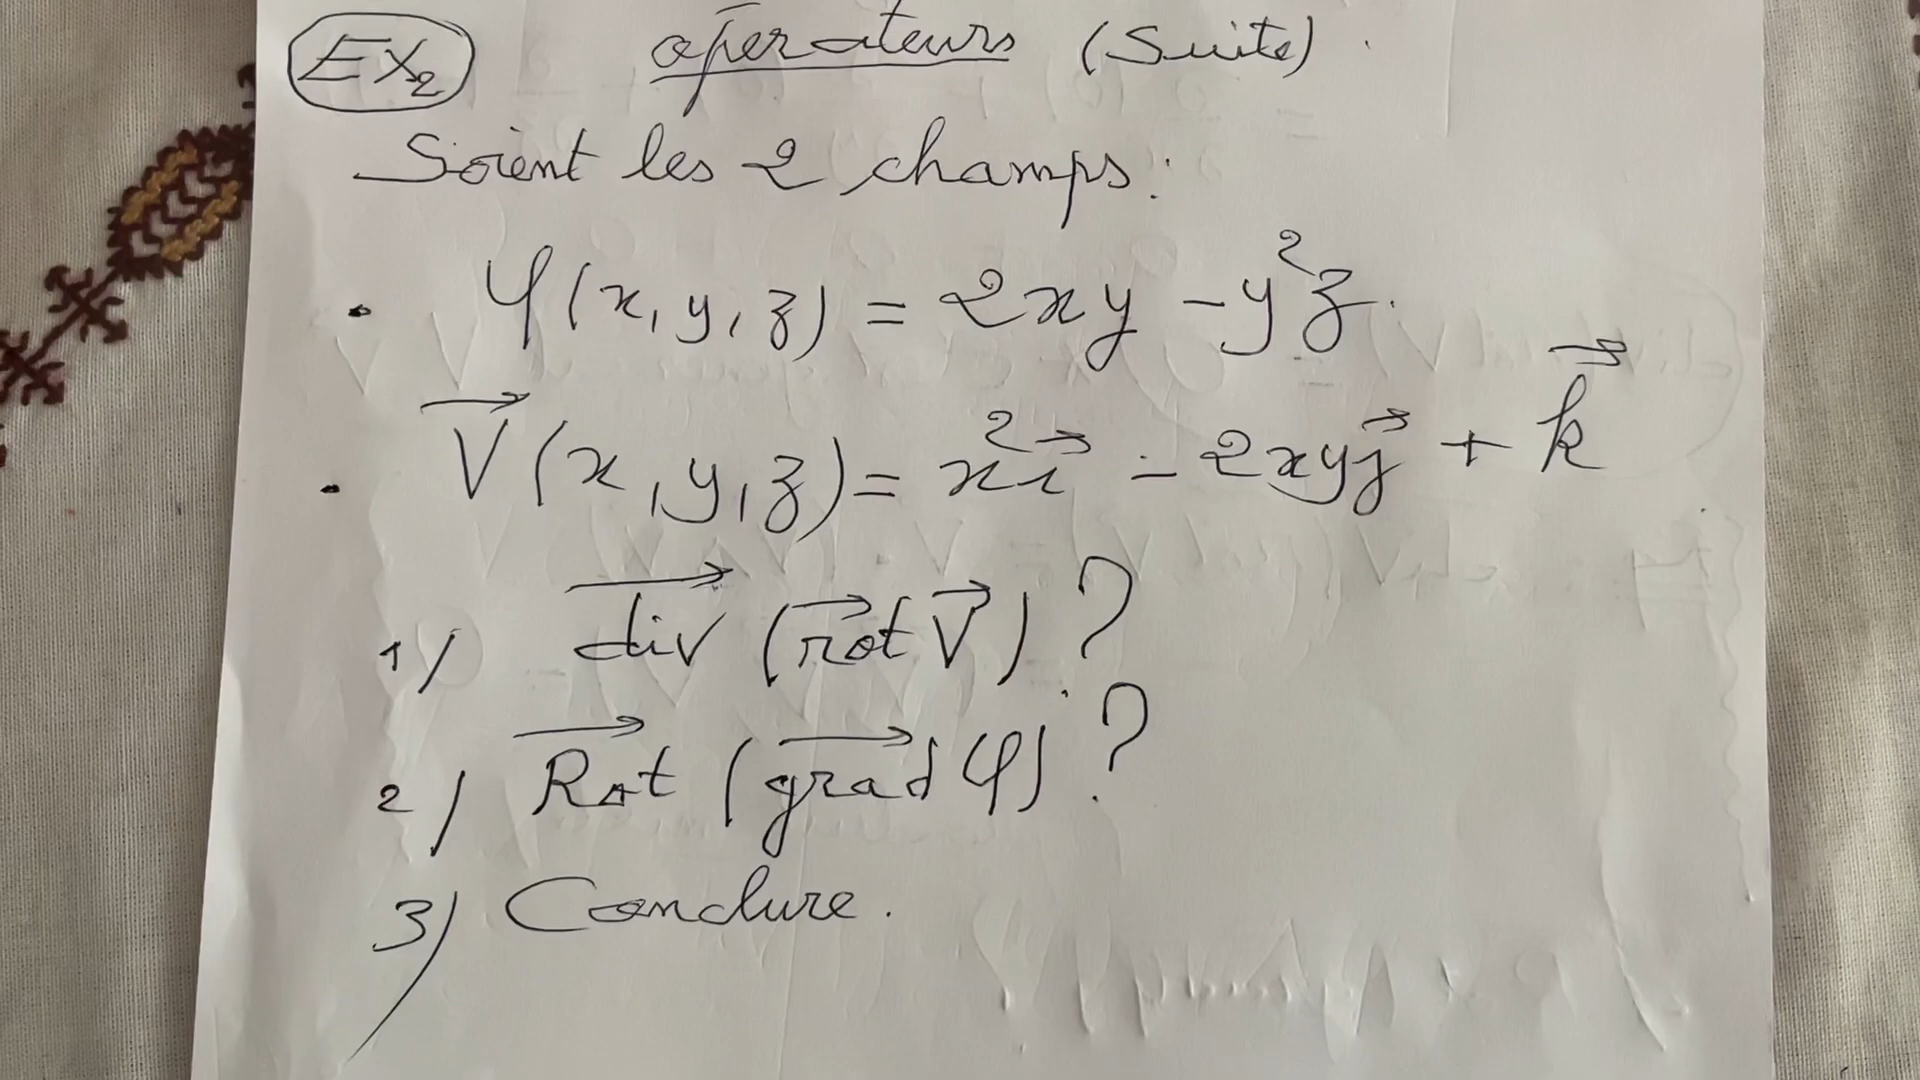 EX2 opérateurs (Suite).
Soient les 2 champs:
• φ(x,y,z) = 2xy - y²z.
• V⃗(x,y,z) = x²i⃗ - 2xyj⃗ + k⃗
1) div⃗ (rot⃗ V⃗) ?
2) Rot⃗ (grad⃗ φ) ?
3) Conclure.